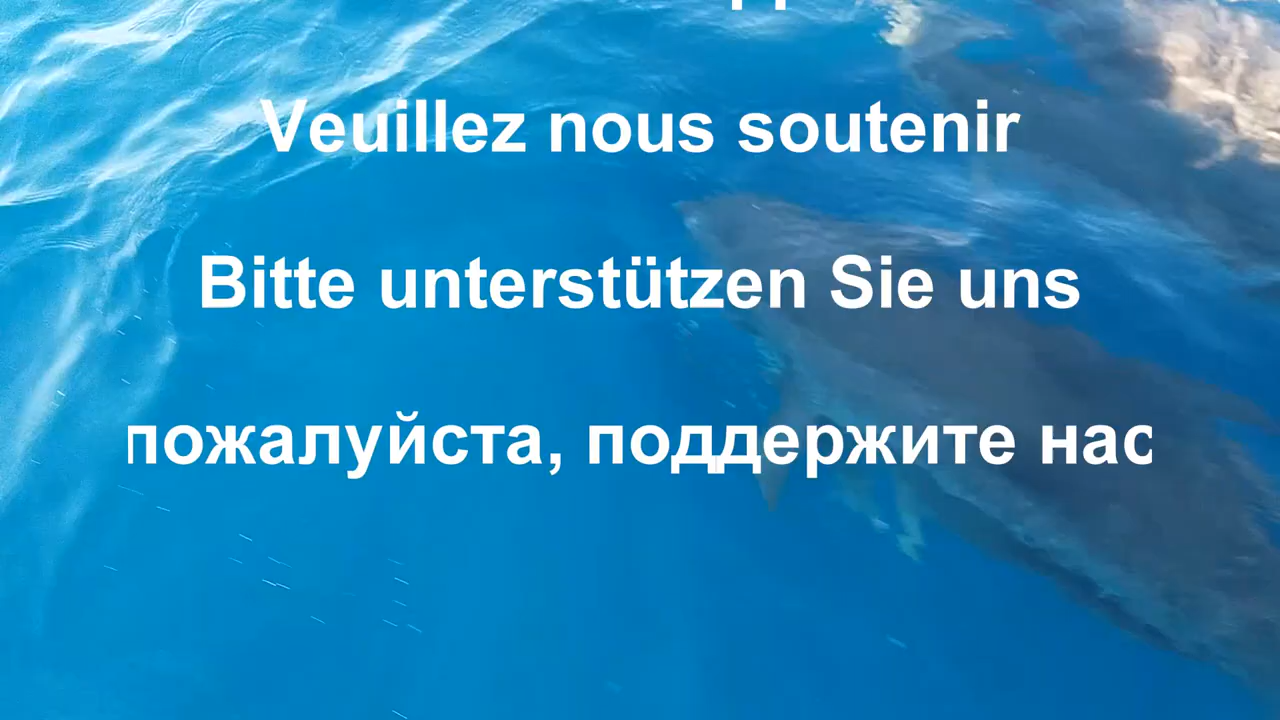 Veuillez nous soutenir
Bitte unterstützen Sie uns
пожалуйста, поддержите нас